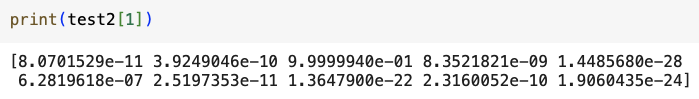 print(test2[1])
[8.0701529e-11 3.9249046e-10 9.9999940e-01 8.3521821e-09 1.4485680e-28
6.2819618e-07 2.5197353e-11 1.3647900e-22 2.3160052e-10 1.9060435e-24]